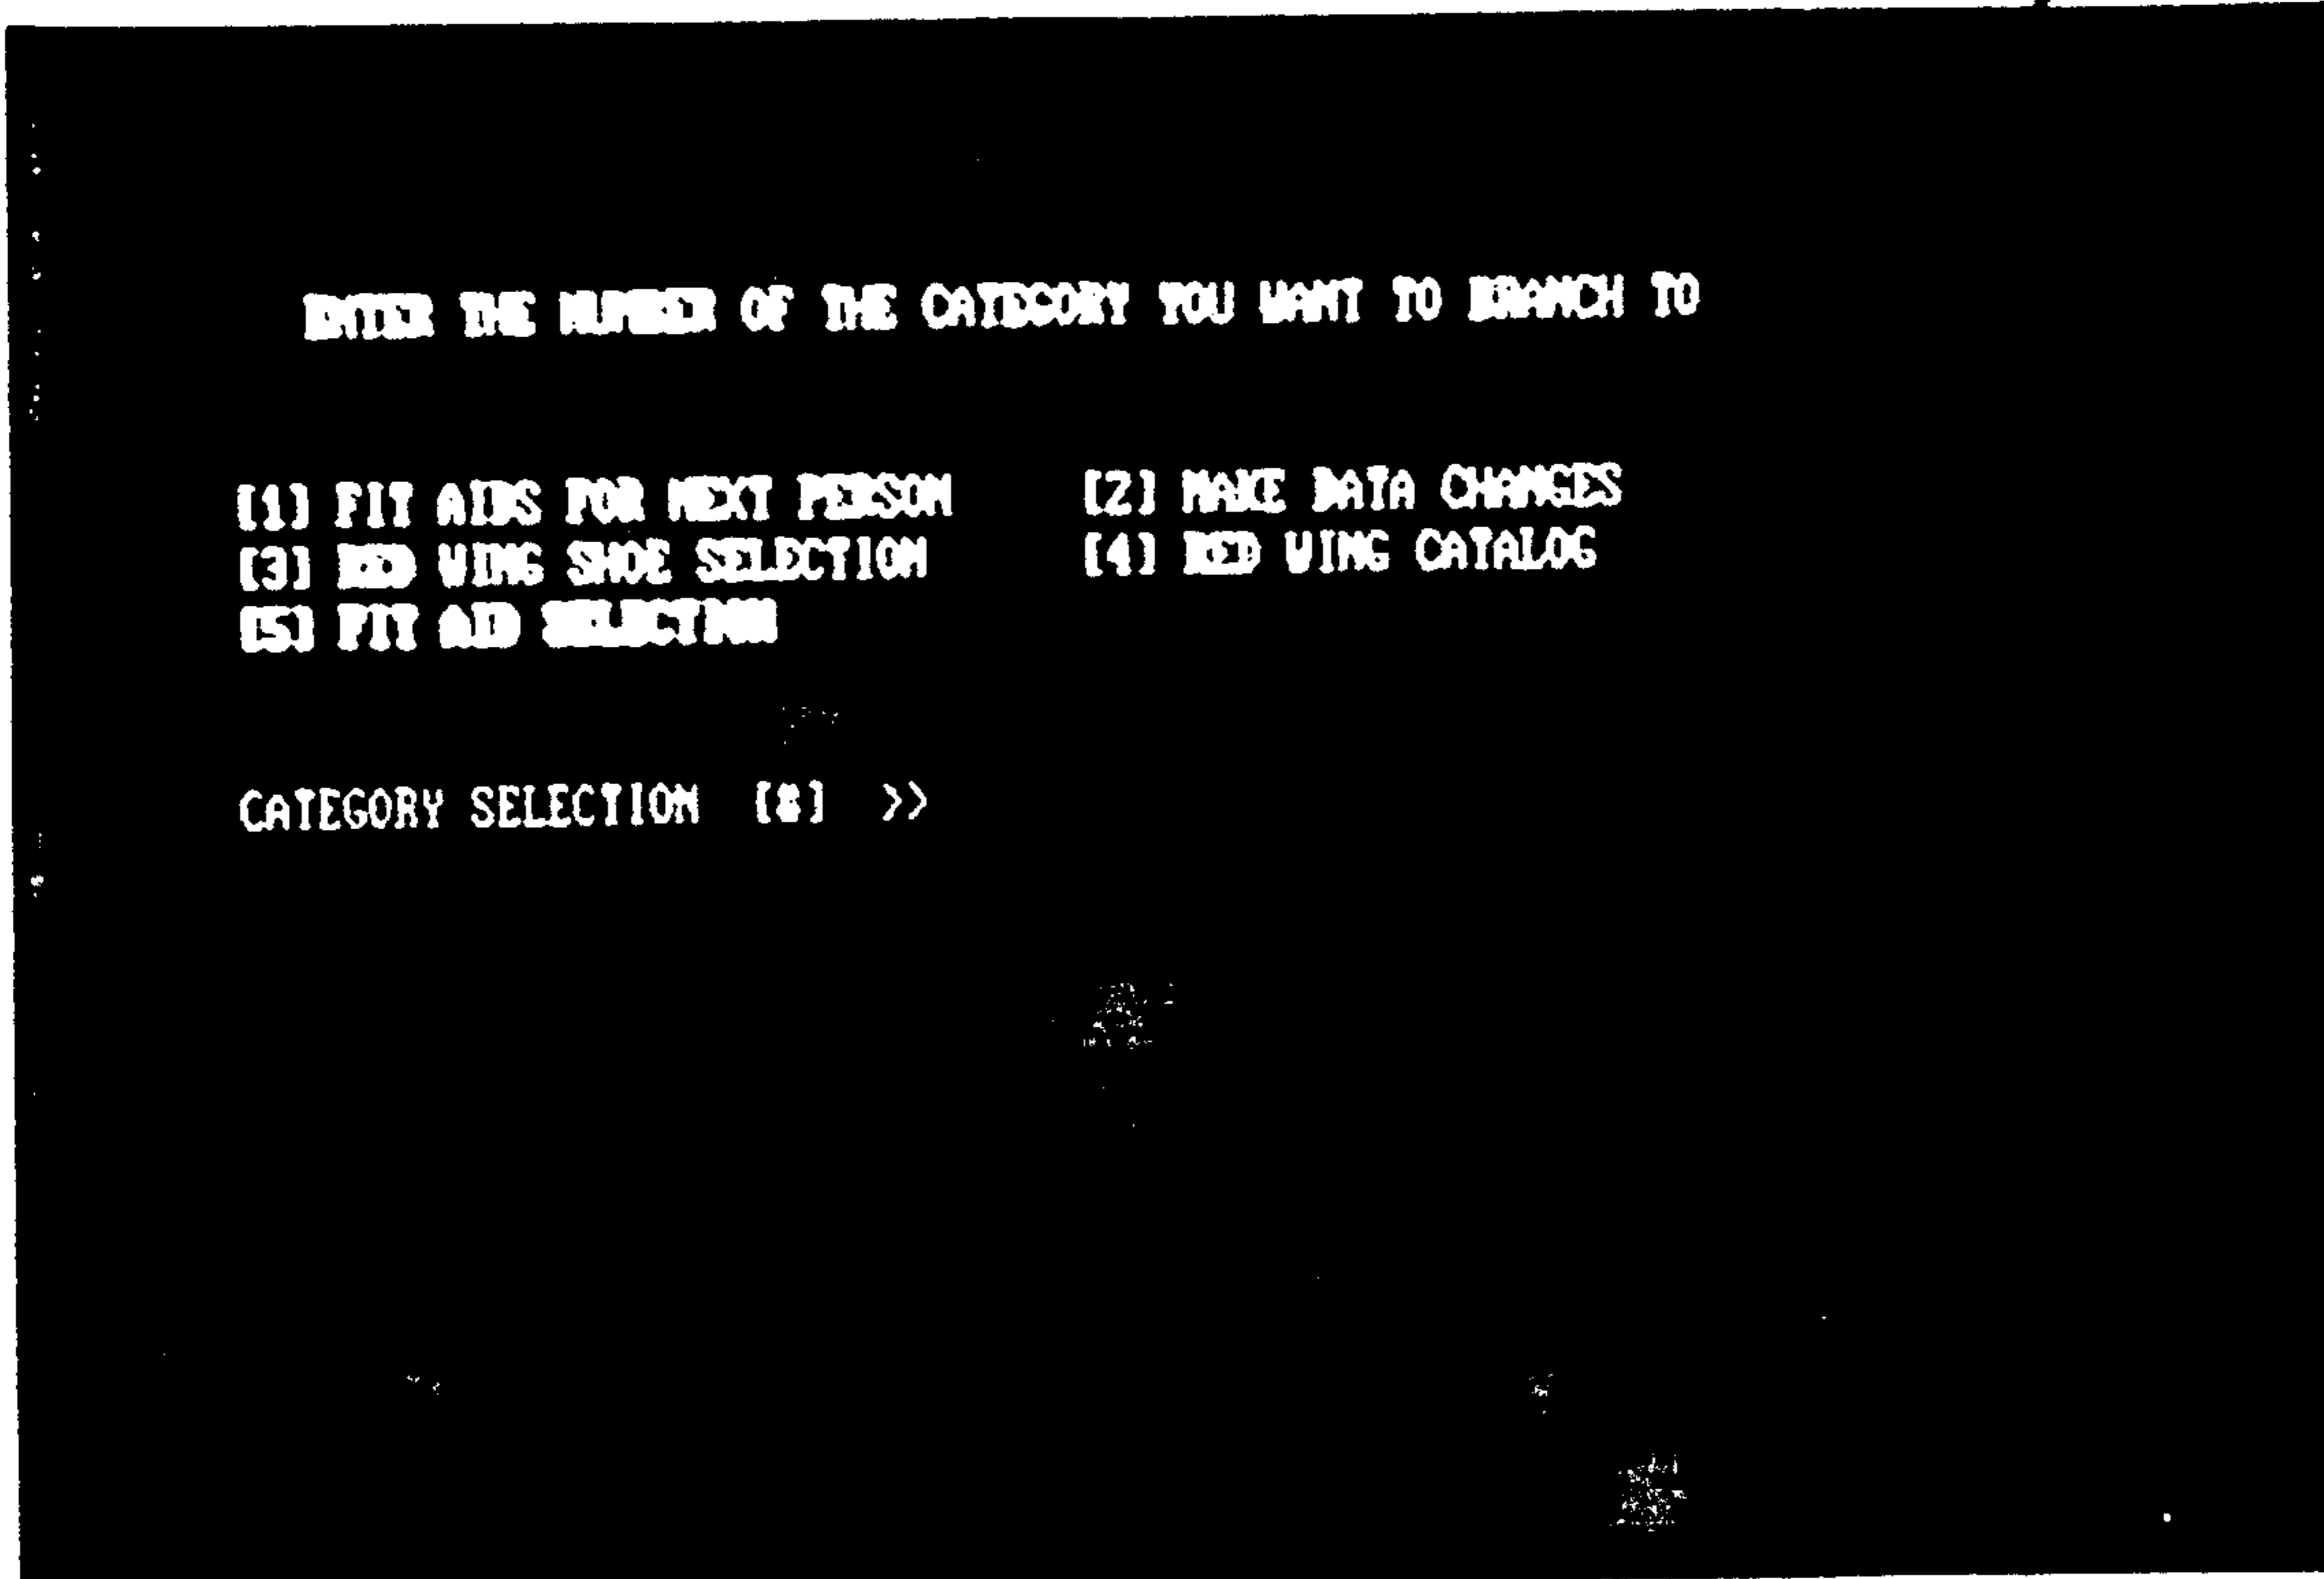 ENTER THE NUMBER OF THE CATEGORY YOU WANT TO BRANCH TO
[1] FIT AIDS FOR NEXT PERSON [2] MAKE DATA CHANGES
[3] RED WING SHOE SELECTION [4] RED WING CATALOG
[5] FIT AID SELECTION
CATEGORY SELECTION [ ] >>